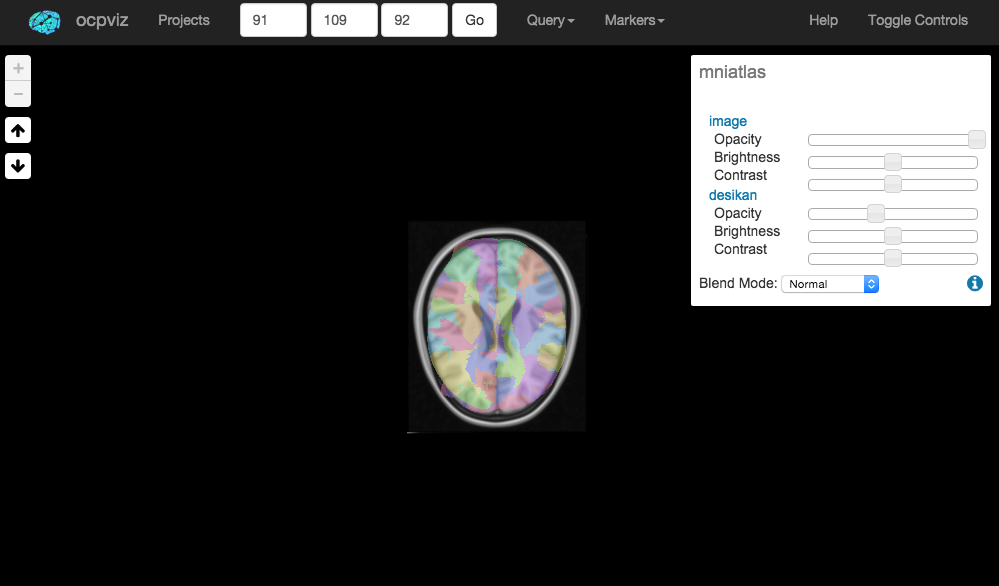 ocpviz Projects 91 109 92 Go Query Markers Help Toggle Controls
+
−
mniatlas
image
Opacity
Brightness
Contrast
desikan
Opacity
Brightness
Contrast
Blend Mode: Normal